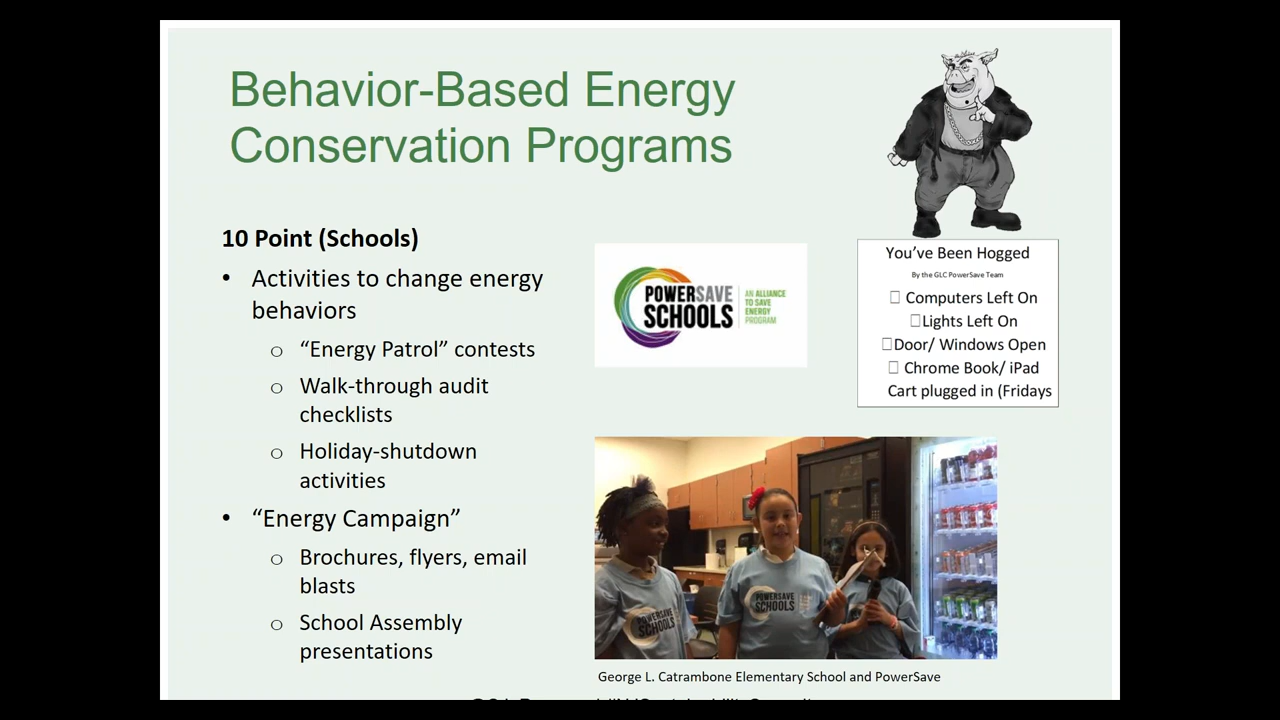 Behavior-Based Energy
Conservation Programs
10 Point (Schools)
• Activities to change energy
behaviors
o "Energy Patrol" contests
o Walk-through audit
checklists
o Holiday-shutdown
activities
• "Energy Campaign"
o Brochures, flyers, email
blasts
o School Assembly
presentations
POWERSAVE
SCHOOLS
AN ALLIANCE
TO SAVE
ENERGY
PROGRAM
You've Been Hogged
By the GLC PowerSave Team
□ Computers Left On
□Lights Left On
□Door/ Windows Open
□ Chrome Book/ iPad
Cart plugged in (Fridays
POWERSAVE
SCHOOLS
POWERSAVE
SCHOOLS
George L. Catrambone Elementary School and PowerSave